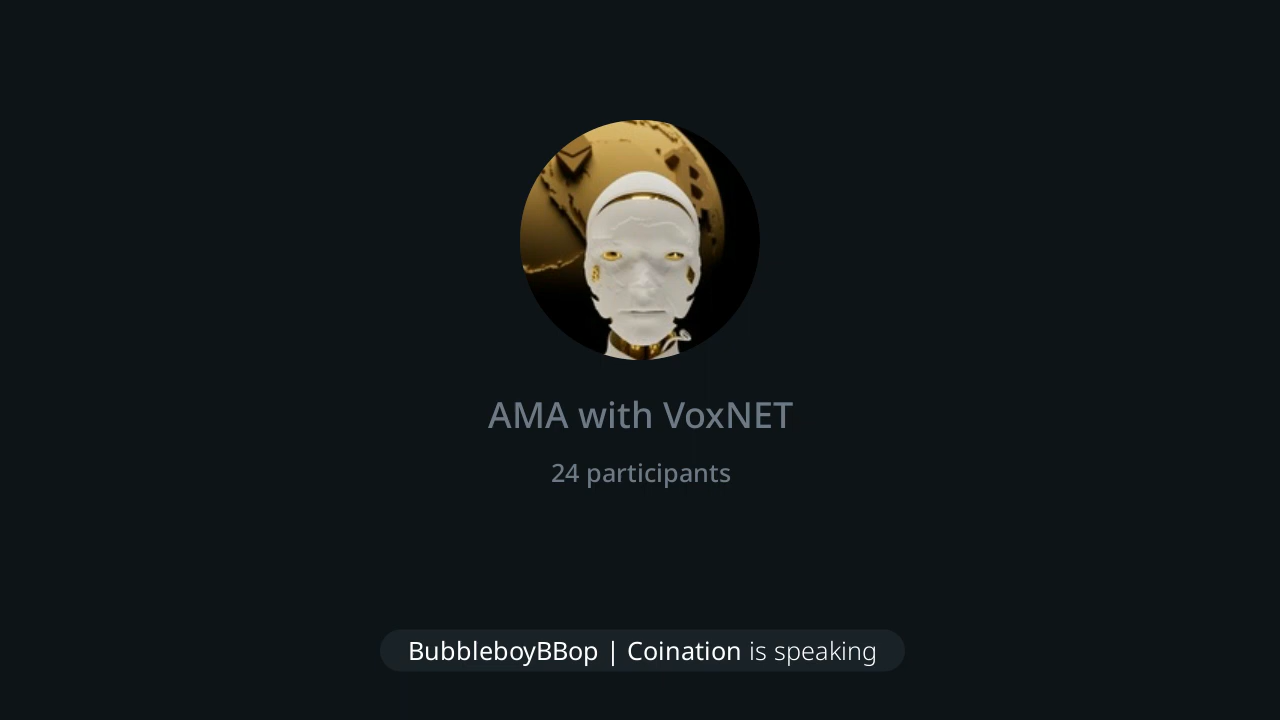 AMA with VoxNET
24 participants
BubbleboyBBop | Coination is speaking